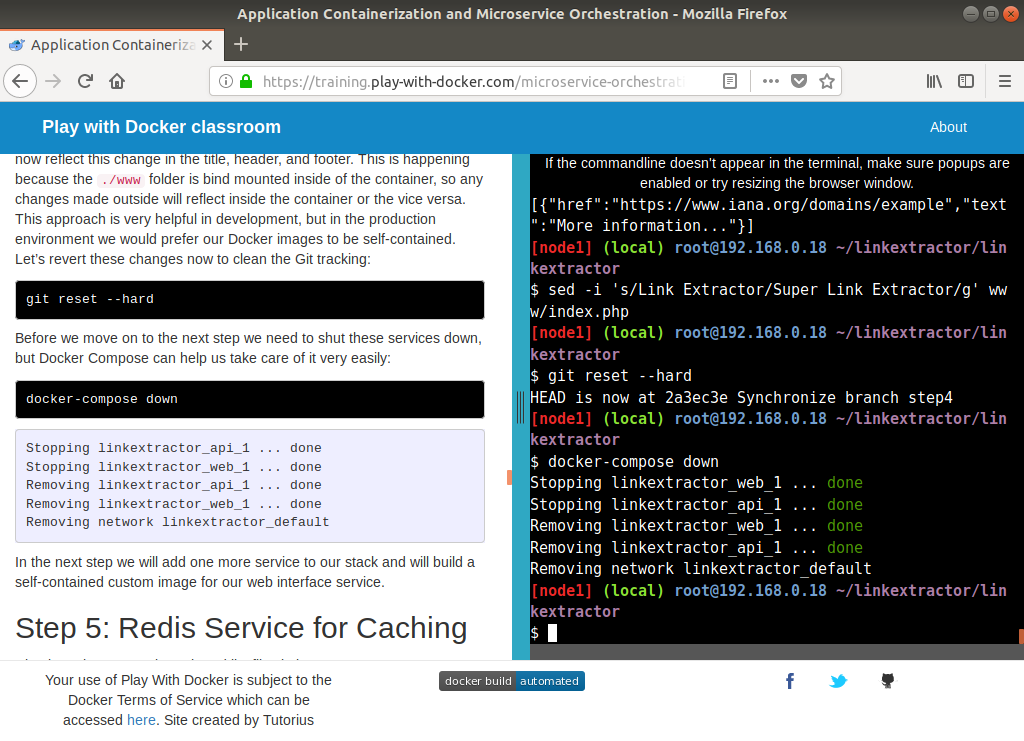 Application Containerization and Microservice Orchestration - Mozilla Firefox
Application Containeriza
https://training.play-with-docker.com/microservice-orchestrati
Play with Docker classroom
About
now reflect this change in the title, header, and footer. This is happening
because the ./www folder is bind mounted inside of the container, so any
changes made outside will reflect inside the container or the vice versa.
This approach is very helpful in development, but in the production
environment we would prefer our Docker images to be self-contained.
Let's revert these changes now to clean the Git tracking:
git reset --hard
Before we move on to the next step we need to shut these services down,
but Docker Compose can help us take care of it very easily:
docker-compose down
Stopping linkextractor_api_1 ... done
Stopping linkextractor_web_1 ... done
Removing linkextractor_api_1 ... done
Removing linkextractor_web_1 ... done
Removing network linkextractor_default
In the next step we will add one more service to our stack and will build a
self-contained custom image for our web interface service.
Step 5: Redis Service for Caching
If the commandline doesn't appear in the terminal, make sure popups are
enabled or try resizing the browser window.
[{"href":"https://www.iana.org/domains/example","text
":"More information..."}]
[node1] (local) root@192.168.0.18 ~/linkextractor/lin
kextractor
$ sed -i 's/Link Extractor/Super Link Extractor/g' ww
w/index.php
[node1] (local) root@192.168.0.18 ~/linkextractor/lin
kextractor
$ git reset --hard
HEAD is now at 2a3ec3e Synchronize branch step4
[node1] (local) root@192.168.0.18 ~/linkextractor/lin
kextractor
$ docker-compose down
Stopping linkextractor_web_1 ... done
Stopping linkextractor_api_1 ... done
Removing linkextractor_web_1 ... done
Removing linkextractor_api_1 ... done
Removing network linkextractor_default
[node1] (local) root@192.168.0.18 ~/linkextractor/lin
kextractor
$
Your use of Play With Docker is subject to the
Docker Terms of Service which can be
accessed here. Site created by Tutorius
docker build automated